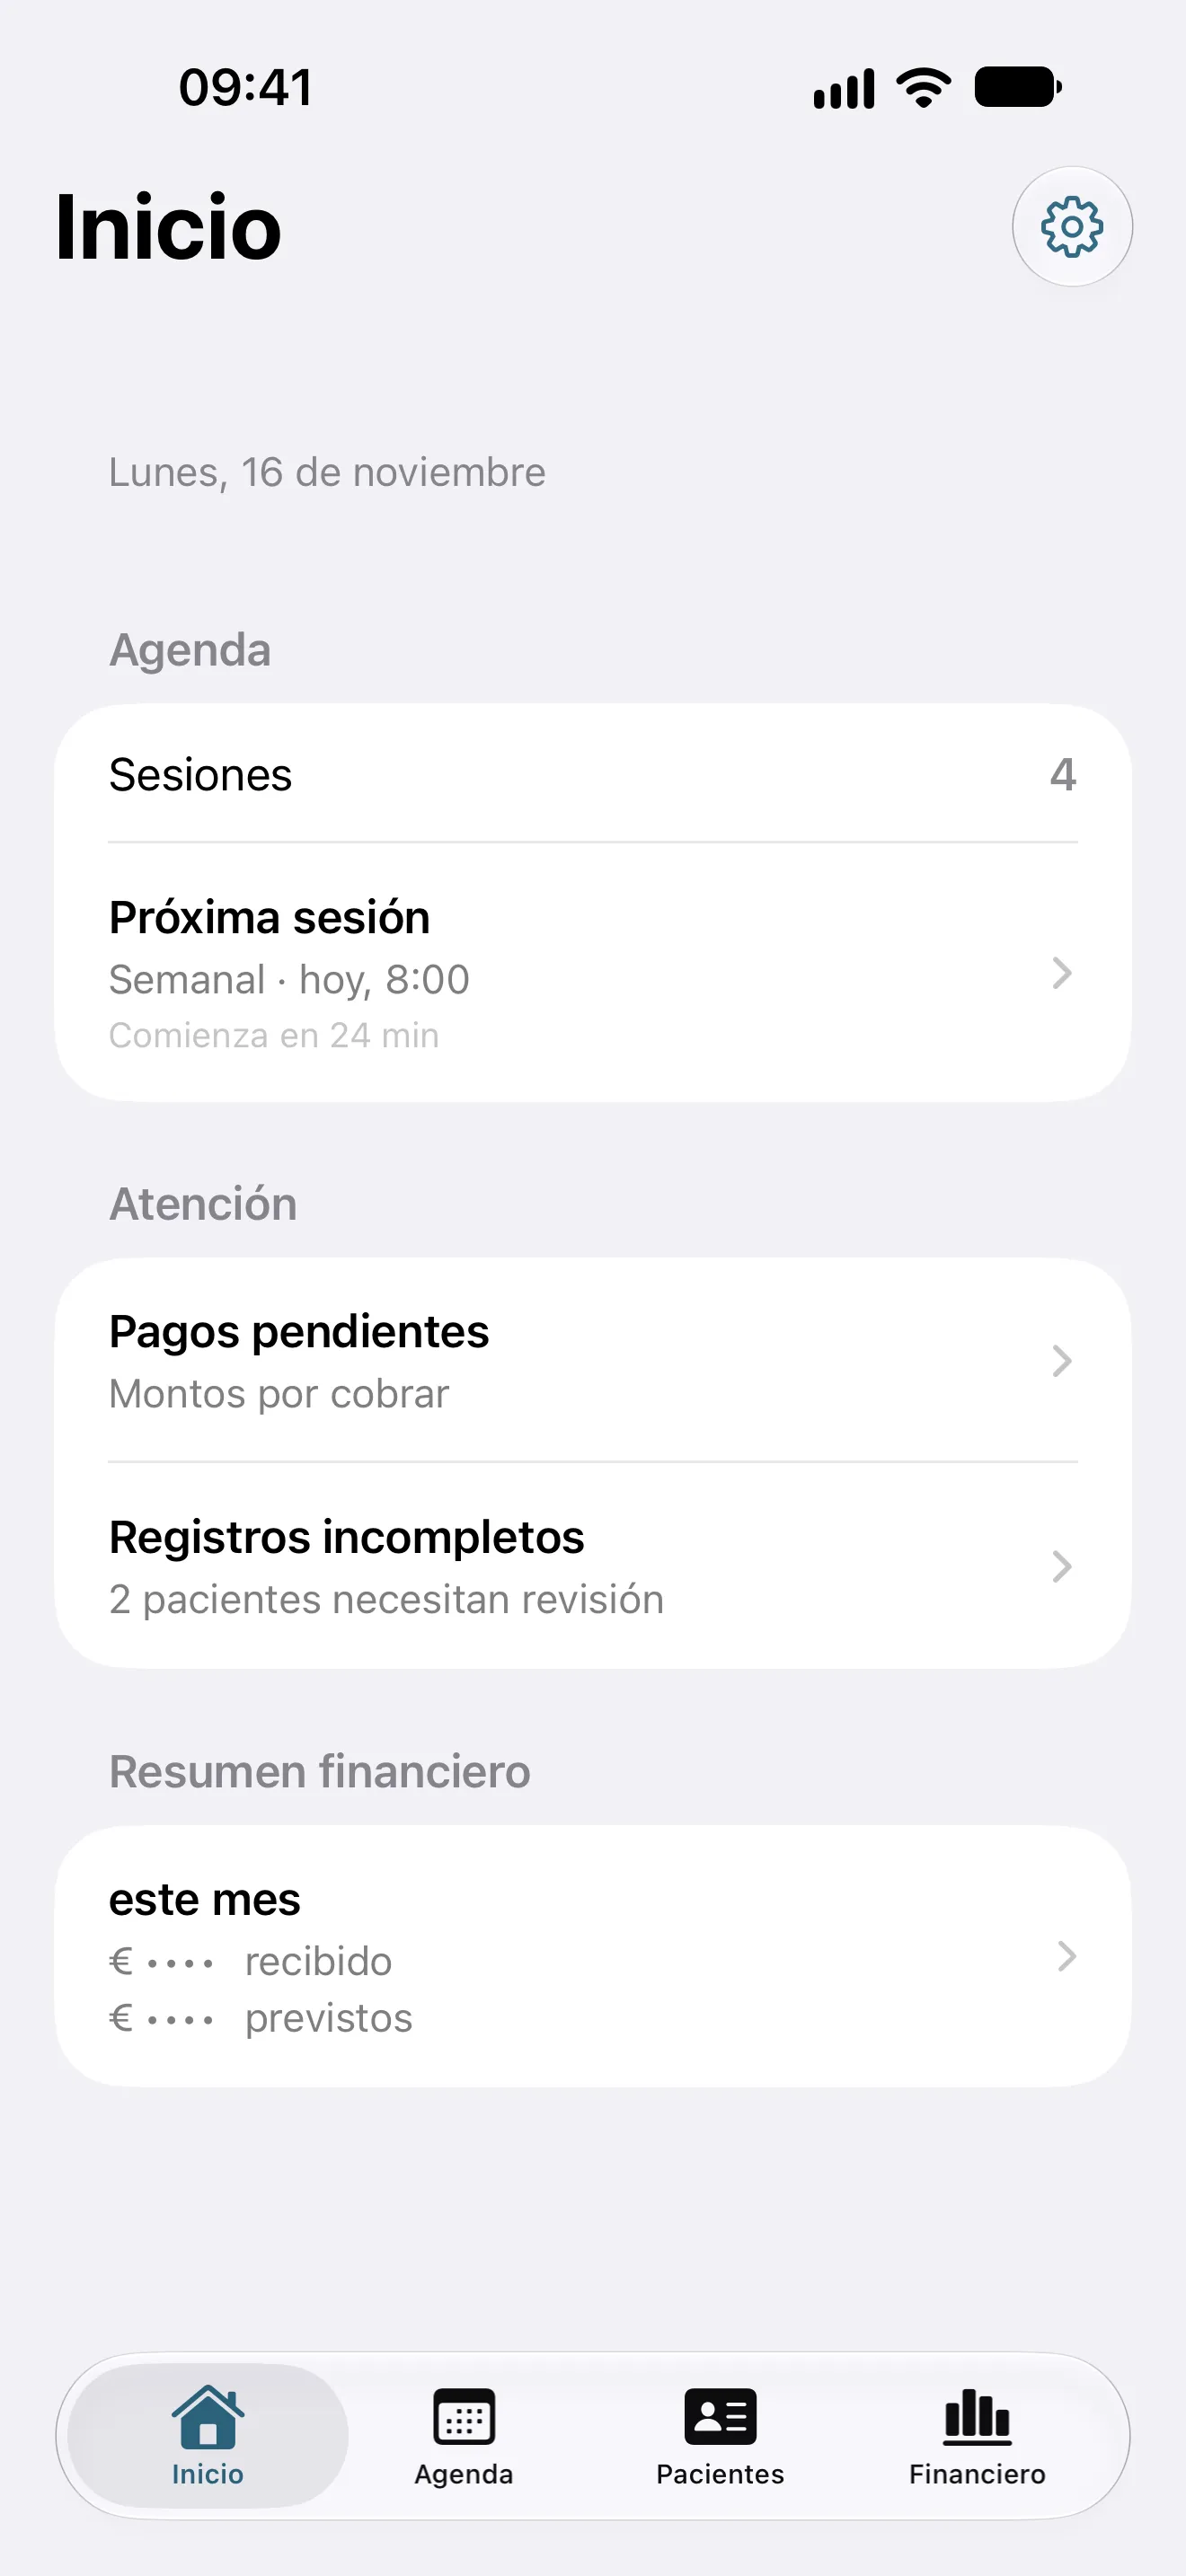 09:41
Inicio
Lunes, 16 de noviembre
Agenda
Sesiones 4
Próxima sesión
Semanal · hoy, 8:00
Comienza en 24 min
Atención
Pagos pendientes
Montos por cobrar
Registros incompletos
2 pacientes necesitan revisión
Resumen financiero
este mes
€ •••• recibido
€ •••• previstos
Inicio Agenda Pacientes Financiero